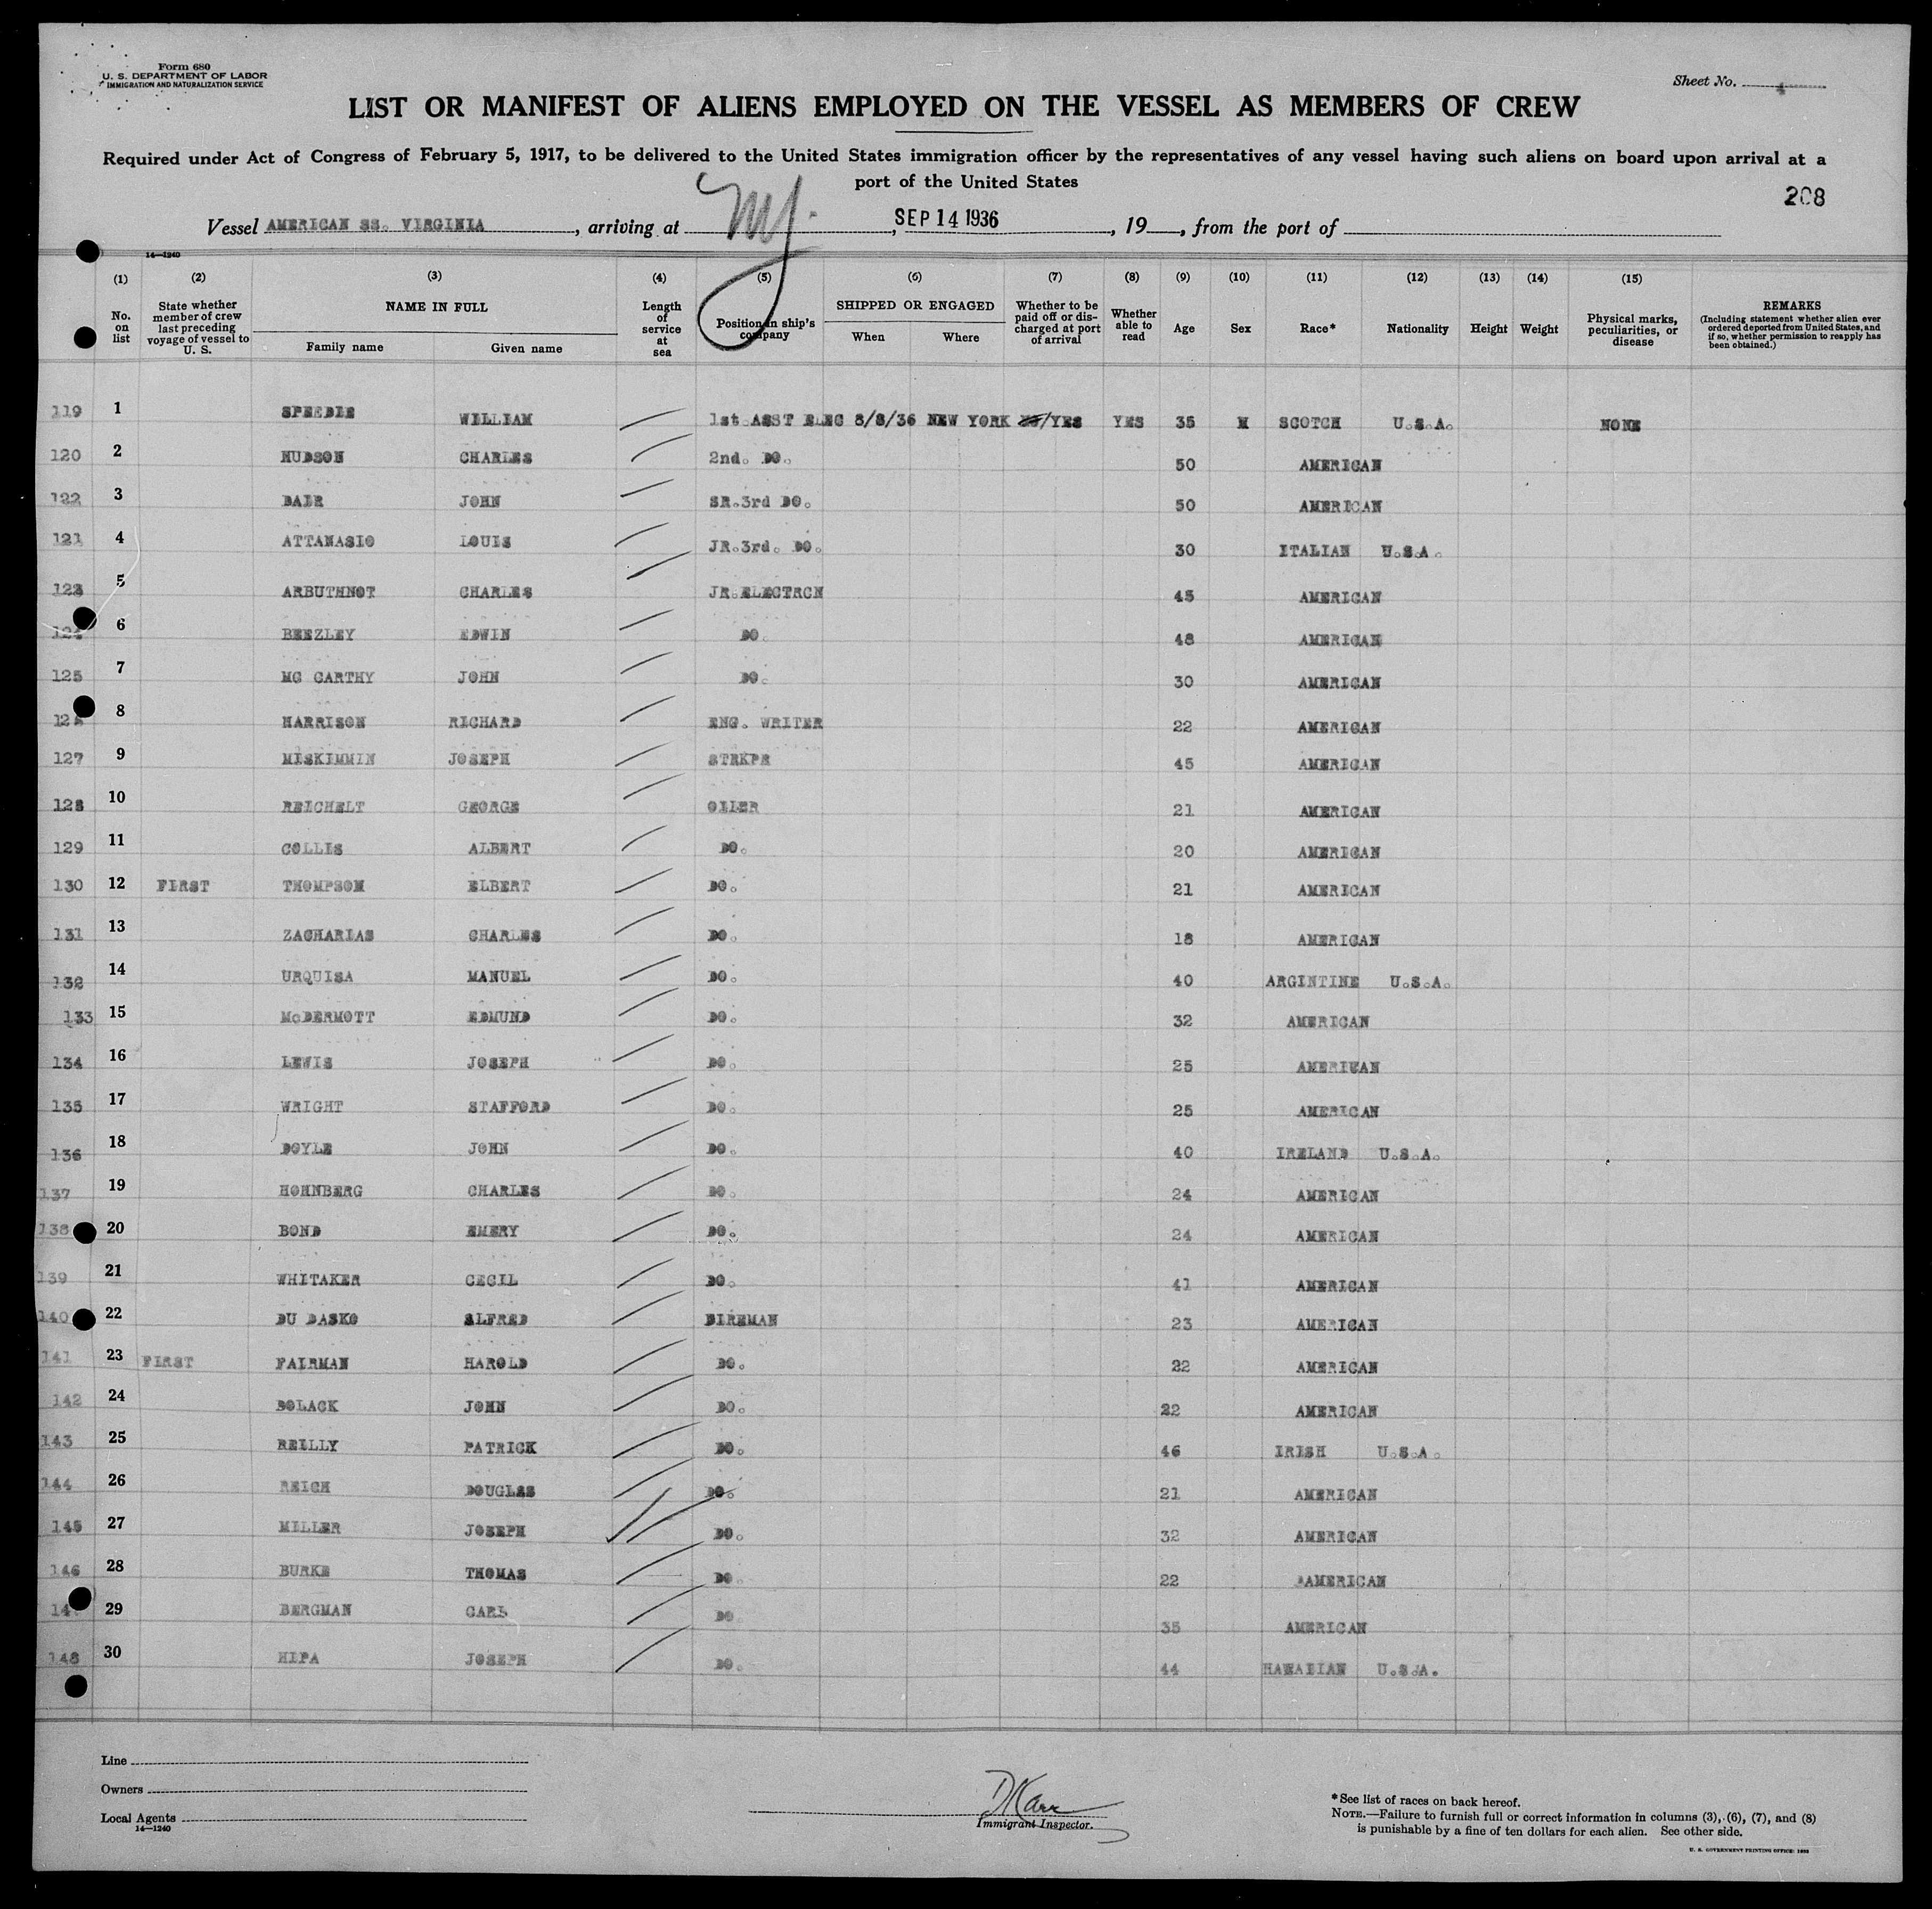 Form 680
U. S. DEPARTMENT OF LABOR
IMMIGRATION AND NATURALIZATION SERVICE
Sheet No. 4
LIST OR MANIFEST OF ALIENS EMPLOYED ON THE VESSEL AS MEMBERS OF CREW
Required under Act of Congress of February 5, 1917, to be delivered to the United States immigration officer by the representatives of any vessel having such aliens on board upon arrival at a
port of the United States
208
Vessel AMERICAN SS. VIRGINIA, arriving at NY, SEP 14 1936, 19, from the port of
14—1240
(1) (2) (3) (4) (5) (6) (7) (8) (9) (10) (11) (12) (13) (14) (15)
No. on list
State whether member of crew last preceding voyage of vessel to U. S.
NAME IN FULL
Family name Given name
Length of service at sea
Position in ship's company
SHIPPED OR ENGAGED
When Where
Whether to be paid off or discharged at port of arrival
Whether able to read
Age Sex Race* Nationality Height Weight
Physical marks, peculiarities, or disease
REMARKS
(Including statement whether alien ever ordered deported from United States, and if so, whether permission to reapply has been obtained.)
119 1 SPEEDIE WILLIAM 1st.ASST ELEC 8/8/36 NEW YORK /YES YES 35 M SCOTCH U.S.A. NONE
120 2 HUDSON CHARLES 2nd. DO. 50 AMERICAN
122 3 DAIR JOHN SR.3rd DO. 50 AMERICAN
121 4 ATTANASIO LOUIS JR.3rd. DO. 30 ITALIAN U.S.A.
123 5 ARBUTHNOT CHARLES JR.ELECTRCN 45 AMERICAN
124 6 BEEZLEY EDWIN DO. 48 AMERICAN
125 7 MC CARTHY JOHN DO. 30 AMERICAN
8 HARRISON RICHARD ENG. WRITER 22 AMERICAN
127 9 MISKIMMIN JOSEPH STRKPR 45 AMERICAN
128 10 REICHELT GEORGE OILER 21 AMERICAN
129 11 COLLIS ALBERT DO. 20 AMERICAN
130 12 FIRST THOMPSON ELBERT DO. 21 AMERICAN
131 13 ZACHARIAS CHARLES DO. 18 AMERICAN
132 14 URQUISA MANUEL DO. 40 ARGINTINE U.S.A.
133 15 McDERMOTT EDMUND DO. 32 AMERICAN
134 16 LEWIS JOSEPH DO. 25 AMERICAN
135 17 WRIGHT STAFFORD DO. 25 AMERICAN
136 18 DOYLE JOHN DO. 40 IRELAND U.S.A.
137 19 HOHNBERG CHARLES DO. 24 AMERICAN
138 20 BOND EMERY DO. 24 AMERICAN
139 21 WHITAKER CECIL DO. 41 AMERICAN
140 22 DU DASKO ALFRED FIREMAN 23 AMERICAN
141 23 FIRST FAIRMAN HAROLD DO. 22 AMERICAN
142 24 BOLACK JOHN DO. 22 AMERICAN
143 25 REILLY PATRICK DO. 46 IRISH U.S.A.
144 26 REICH DOUGLAS DO. 21 AMERICAN
145 27 MILLER JOSEPH DO. 32 AMERICAN
146 28 BURKE THOMAS DO. 22 AMERICAN
29 BERGMAN CARL DO 35 AMERICAN
148 30 HIPA JOSEPH DO. 44 HAWAIIAN U.S.A.
Line
Owners
Local Agents
14—1240
D Karr
Immigrant Inspector.
*See list of races on back hereof.
NOTE.—Failure to furnish full or correct information in columns (3), (6), (7), and (8)
is punishable by a fine of ten dollars for each alien. See other side.
U. S. GOVERNMENT PRINTING OFFICE: